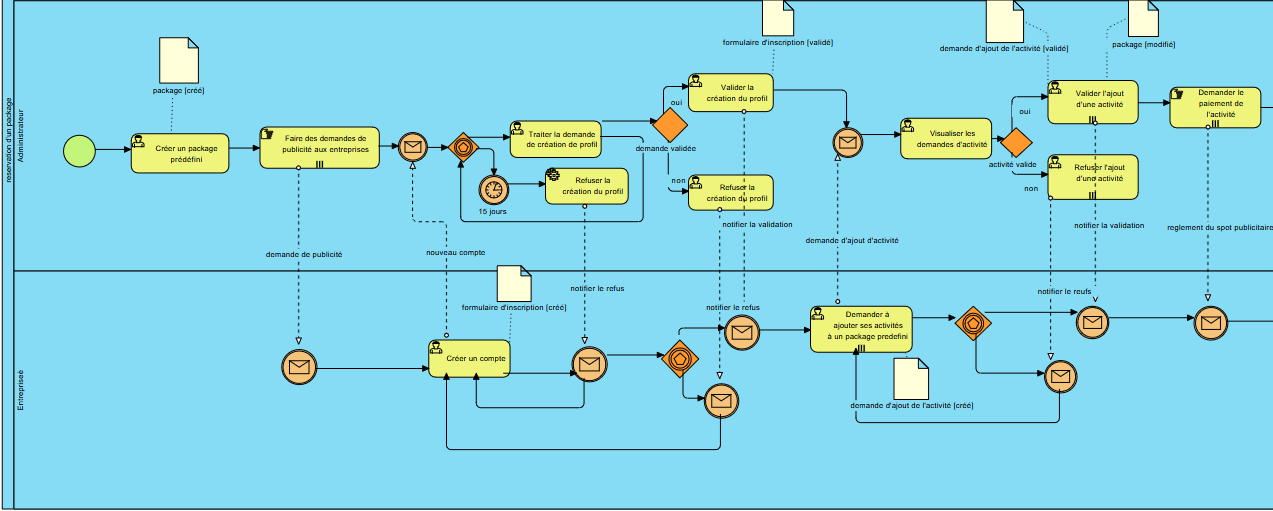 reservation d'un package
Administrateur
package [créé]
Créer un package
prédéfini
Faire des demandes de
publicité aux entreprises
15 jours
Traiter la demande
de création de profil
Refuser la
création du profil
demande validée
oui
non
formulaire d'inscription [validé]
Valider la
création du profil
Refuser la
création du profil
notifier la validation
demande d'ajout de l'activité [validé]
package [modifié]
Visualiser les
demandes d'activité
activité valide
oui
non
Valider l'ajout
d'une activité
Refuser l'ajout
d'une activité
Demander le
paiement de
l'activité
demande de publicité
nouveau compte
notifier le refus
notifier le refus
demande d'ajout d'activité
notifier la validation
notifier le reufs
reglement du spot publicitaire
Entrepriseè
formulaire d'inscription [créé]
Créer un compte
Demander à
ajouter ses activités
à un package predefini
demande d'ajout de l'activité [créé]